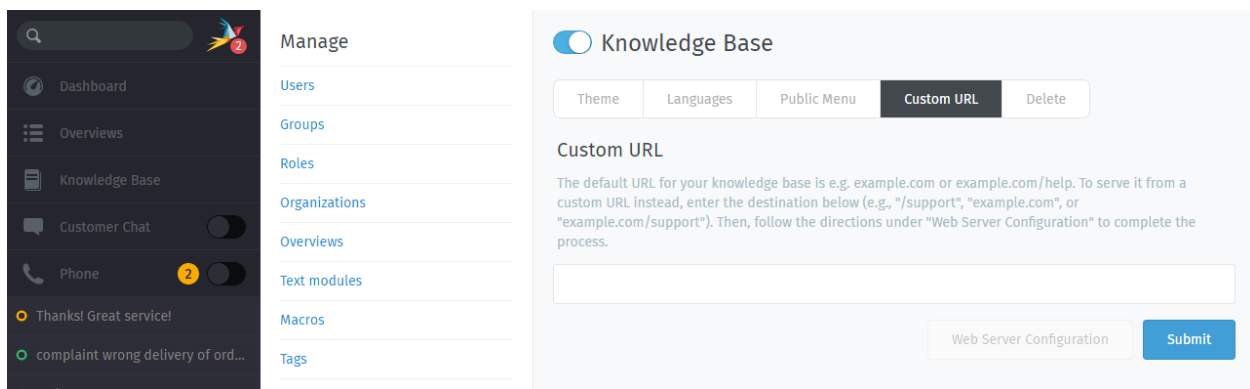 2
Dashboard
Overviews
Knowledge Base
Customer Chat
Phone
2
Thanks! Great service!
complaint wrong delivery of ord...
Manage
Users
Groups
Roles
Organizations
Overviews
Text modules
Macros
Tags
Knowledge Base
Theme Languages Public Menu Custom URL Delete
Custom URL
The default URL for your knowledge base is e.g. example.com or example.com/help. To serve it from a
custom URL instead, enter the destination below (e.g., "/support", "example.com", or
"example.com/support"). Then, follow the directions under "Web Server Configuration" to complete the
process.
Web Server Configuration Submit